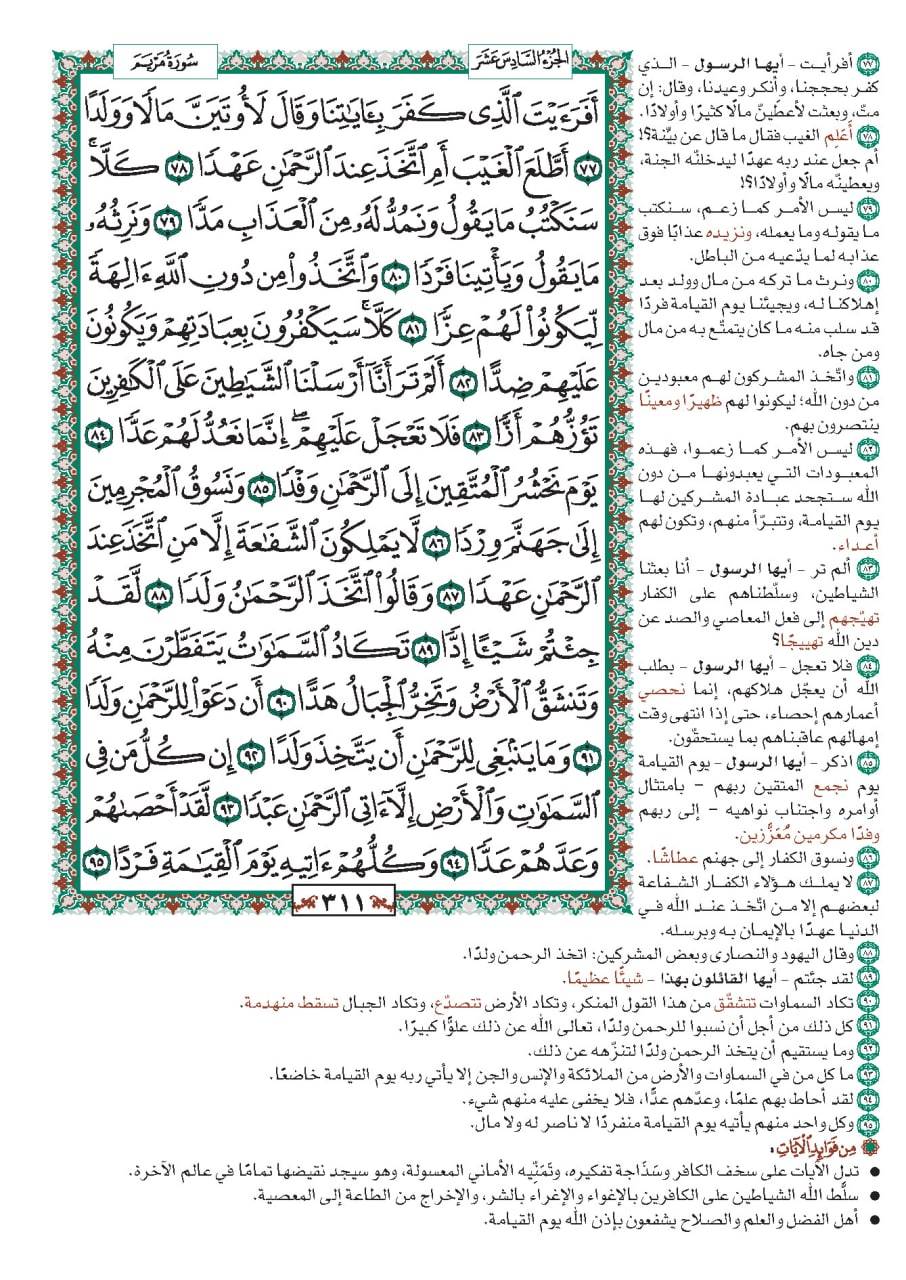 الجزء السادس عشر
سورة مريم
أَفَرَءَيْتَ ٱلَّذِى كَفَرَ بِـَٔايَٰتِنَا وَقَالَ لَأُوتَيَنَّ مَالًا وَوَلَدًا
٧٧ أَطَّلَعَ ٱلْغَيْبَ أَمِ ٱتَّخَذَ عِندَ ٱلرَّحْمَٰنِ عَهْدًا ٧٨ كَلَّا ۚ
سَنَكْتُبُ مَا يَقُولُ وَنَمُدُّ لَهُۥ مِنَ ٱلْعَذَابِ مَدًّا ٧٩ وَنَرِثُهُۥ
مَا يَقُولُ وَيَأْتِينَا فَرْدًا ٨٠ وَٱتَّخَذُوا۟ مِن دُونِ ٱللَّهِ ءَالِهَةً
لِّيَكُونُوا۟ لَهُمْ عِزًّا ٨١ كَلَّا ۚ سَيَكْفُرُونَ بِعِبَادَتِهِمْ وَيَكُونُونَ
عَلَيْهِمْ ضِدًّا ٨٢ أَلَمْ تَرَ أَنَّآ أَرْسَلْنَا ٱلشَّيَٰطِينَ عَلَى ٱلْكَٰفِرِينَ
تَؤُزُّهُمْ أَزًّا ٨٣ فَلَا تَعْجَلْ عَلَيْهِمْ ۖ إِنَّمَا نَعُدُّ لَهُمْ عَدًّا ٨٤
يَوْمَ نَحْشُرُ ٱلْمُتَّقِينَ إِلَى ٱلرَّحْمَٰنِ وَفْدًا ٨٥ وَنَسُوقُ ٱلْمُجْرِمِينَ
إِلَىٰ جَهَنَّمَ وِرْدًا ٨٦ لَّا يَمْلِكُونَ ٱلشَّفَٰعَةَ إِلَّا مَنِ ٱتَّخَذَ عِندَ
ٱلرَّحْمَٰنِ عَهْدًا ٨٧ وَقَالُوا۟ ٱتَّخَذَ ٱلرَّحْمَٰنُ وَلَدًا ٨٨ لَّقَدْ
جِئْتُمْ شَيْـًٔا إِدًّا ٨٩ تَكَادُ ٱلسَّمَٰوَٰتُ يَتَفَطَّرْنَ مِنْهُ
وَتَنشَقُّ ٱلْأَرْضُ وَتَخِرُّ ٱلْجِبَالُ هَدًّا ٩٠ أَن دَعَوْا۟ لِلرَّحْمَٰنِ وَلَدًا
٩١ وَمَا يَنۢبَغِى لِلرَّحْمَٰنِ أَن يَتَّخِذَ وَلَدًا ٩٢ إِن كُلُّ مَن فِى
ٱلسَّمَٰوَٰتِ وَٱلْأَرْضِ إِلَّآ ءَاتِى ٱلرَّحْمَٰنِ عَبْدًا ٩٣ لَّقَدْ أَحْصَىٰهُمْ
وَعَدَّهُمْ عَدًّا ٩٤ وَكُلُّهُمْ ءَاتِيهِ يَوْمَ ٱلْقِيَٰمَةِ فَرْدًا ٩٥
٣١١
٧٧ أفرأيت - أيها الرسول - الذي
كفر بحججنا، وأنكر وعيدنا، وقال: إن
متّ، وبعثت لأعطَينّ مالًا كثيرًا وأولادًا.
٧٨ أَعَلِم الغيب فقال ما قال عن بيِّنة؟!
أم جعل عند ربه عهدًا ليدخلنّه الجنة،
ويعطينّه مالًا وأولادًا؟!
٧٩ ليس الأمر كما زعم، سنكتب
ما يقوله وما يعمله، ونزيده عذابًا فوق
عذابه لما يدّعيه من الباطل.
٨٠ ونرث ما تركه من مال وولد بعد
إهلاكنا له، ويجيئنا يوم القيامة فردًا
قد سلب منه ما كان يتمتّع به من مال
ومن جاه.
٨١ واتّخذ المشركون لهم معبودين
من دون الله؛ ليكونوا لهم ظهيرًا ومعينًا
ينتصرون بهم.
٨٢ ليس الأمر كما زعموا، فهذه
المعبودات التي يعبدونها من دون
الله ستجحد عبادة المشركين لها
يوم القيامة، وتتبرّأ منهم، وتكون لهم
أعداء.
٨٣ ألم تر - أيها الرسول - أنا بعثنا
الشياطين، وسلّطناهم على الكفار
تهيّجهم إلى فعل المعاصي والصد عن
دين الله تهييجًا؟
٨٤ فلا تعجل - أيها الرسول - بطلب
الله أن يعجّل هلاكهم، إنما نحصي
أعمارهم إحصاء، حتى إذا انتهى وقت
إمهالهم عاقبناهم بما يستحقّون.
٨٥ اذكر - أيها الرسول - يوم القيامة
يوم نجمع المتقين ربهم - بامتثال
أوامره واجتناب نواهيه - إلى ربهم
وفدًا مكرمين مُعَزَّزين.
٨٦ ونسوق الكفار إلى جهنم عطاشًا.
٨٧ لا يملك هؤلاء الكفار الشفاعة
لبعضهم إلا من اتّخذ عند الله في
الدنيا عهدًا بالإيمان به وبرسله.
٨٨ وقال اليهود والنصارى وبعض المشركين: اتخذ الرحمن ولدًا.
٨٩ لقد جئتم - أيها القائلون بهذا - شيئًا عظيمًا.
٩٠ تكاد السماوات تتشقّق من هذا القول المنكر، وتكاد الأرض تتصدّع، وتكاد الجبال تسقط منهدمة.
٩١ كل ذلك من أجل أن نسبوا للرحمن ولدًا، تعالى الله عن ذلك علوًّا كبيرًا.
٩٢ وما يستقيم أن يتخذ الرحمن ولدًا لتنزّهه عن ذلك.
٩٣ ما كل من في السماوات والأرض من الملائكة والإنس والجن إلا يأتي ربه يوم القيامة خاضعًا.
٩٤ لقد أحاط بهم علمًا، وعدّهم عدًّا، فلا يخفى عليه منهم شيء.
٩٥ وكل واحد منهم يأتيه يوم القيامة منفردًا لا ناصر له ولا مال.
من فوائد الآيات:
• تدل الآيات على سخف الكافر وسَذَاجة تفكيره، وتَمَنِّيه الأماني المعسولة، وهو سيجد نقيضها تمامًا في عالم الآخرة.
• سلَّط الله الشياطين على الكافرين بالإغواء والإغراء بالشر، والإخراج من الطاعة إلى المعصية.
• أهل الفضل والعلم والصلاح يشفعون بإذن الله يوم القيامة.